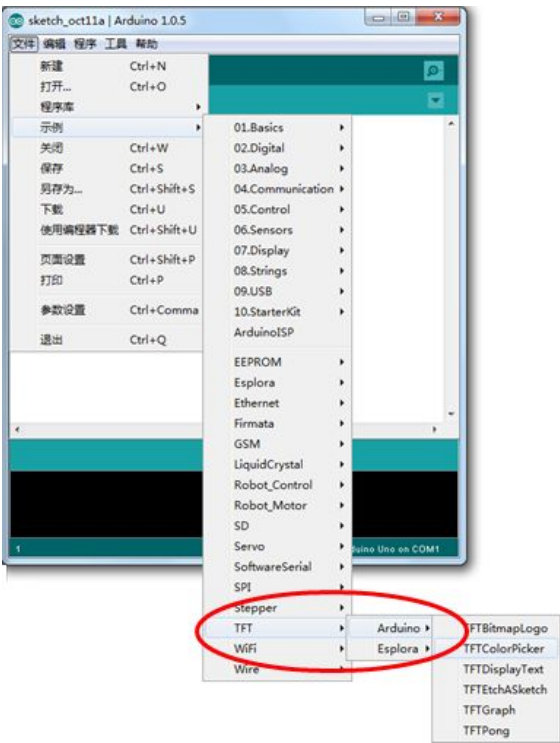 sketch_oct11a | Arduino 1.0.5
文件 编辑 程序 工具 帮助
新建 Ctrl+N
打开... Ctrl+O
程序库
示例
关闭 Ctrl+W
保存 Ctrl+S
另存为... Ctrl+Shift+S
下载 Ctrl+U
使用编程器下载 Ctrl+Shift+U
页面设置 Ctrl+Shift+P
打印 Ctrl+P
参数设置 Ctrl+Comma
退出 Ctrl+Q
01.Basics
02.Digital
03.Analog
04.Communication
05.Control
06.Sensors
07.Display
08.Strings
09.USB
10.StarterKit
ArduinoISP
EEPROM
Esplora
Ethernet
Firmata
GSM
LiquidCrystal
Robot_Control
Robot_Motor
SD
Servo
SoftwareSerial
SPI
Stepper
TFT
WiFi
Wire
Arduino
Esplora
TFTBitmapLogo
TFTColorPicker
TFTDisplayText
TFTEtchASketch
TFTGraph
TFTPong
1
duino Uno on COM1